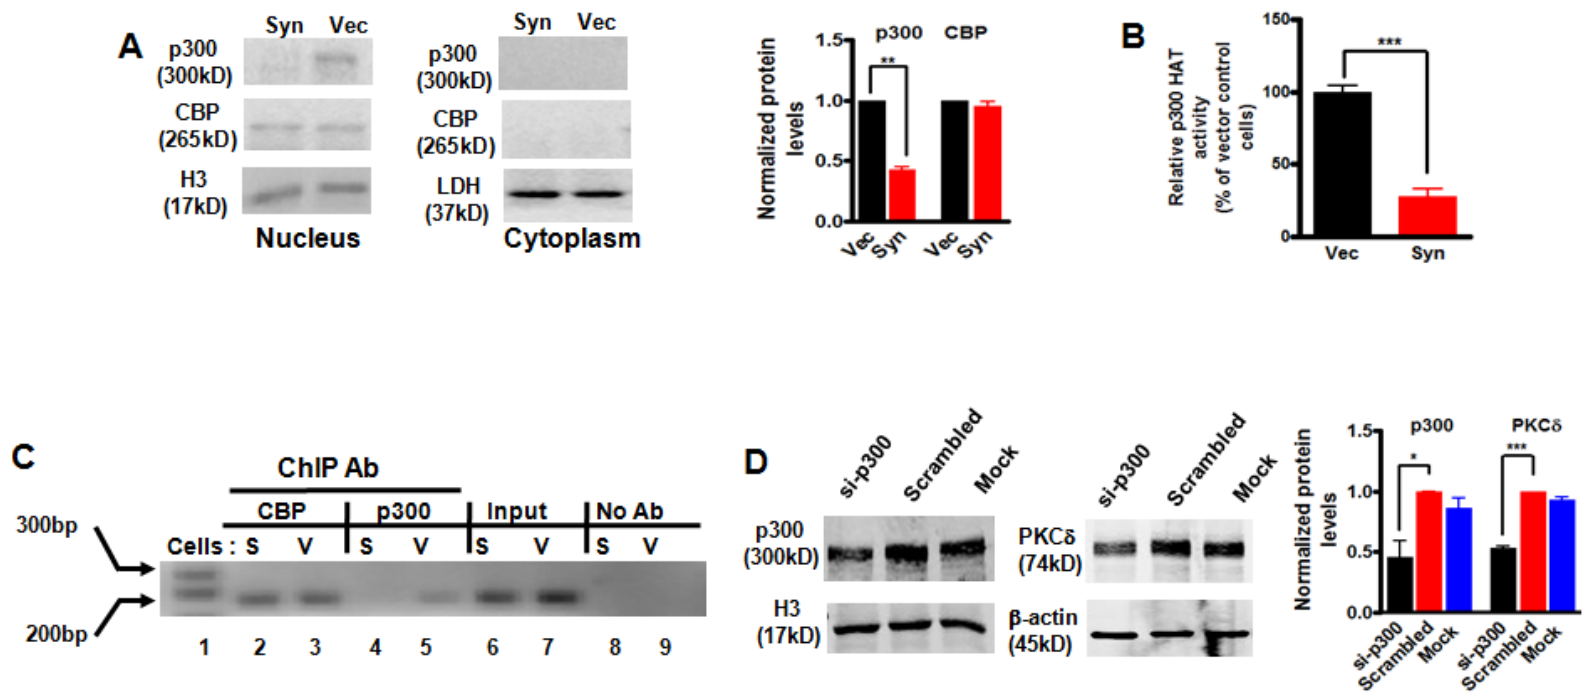 A
Syn Vec
p300
(300kD)
CBP
(265kD)
H3
(17kD)
Nucleus
Syn Vec
p300
(300kD)
CBP
(265kD)
LDH
(37kD)
Cytoplasm
Normalized protein
levels
p300 CBP
1.5
1.0
0.5
0.0
**
Vec Syn Vec Syn
B
Relative p300 HAT
activity
(% of vector control
cells)
150
100
50
0
***
Vec Syn
C
ChIP Ab
CBP p300 Input No Ab
Cells : S V S V S V S V
300bp
200bp
1 2 3 4 5 6 7 8 9
D
si-p300 Scrambled Mock
p300
(300kD)
H3
(17kD)
si-p300 Scrambled Mock
PKCδ
(74kD)
β-actin
(45kD)
Normalized protein
levels
p300 PKCδ
1.5
1.0
0.5
0.0
* ***
si-p300 Scrambled Mock si-p300 Scrambled Mock